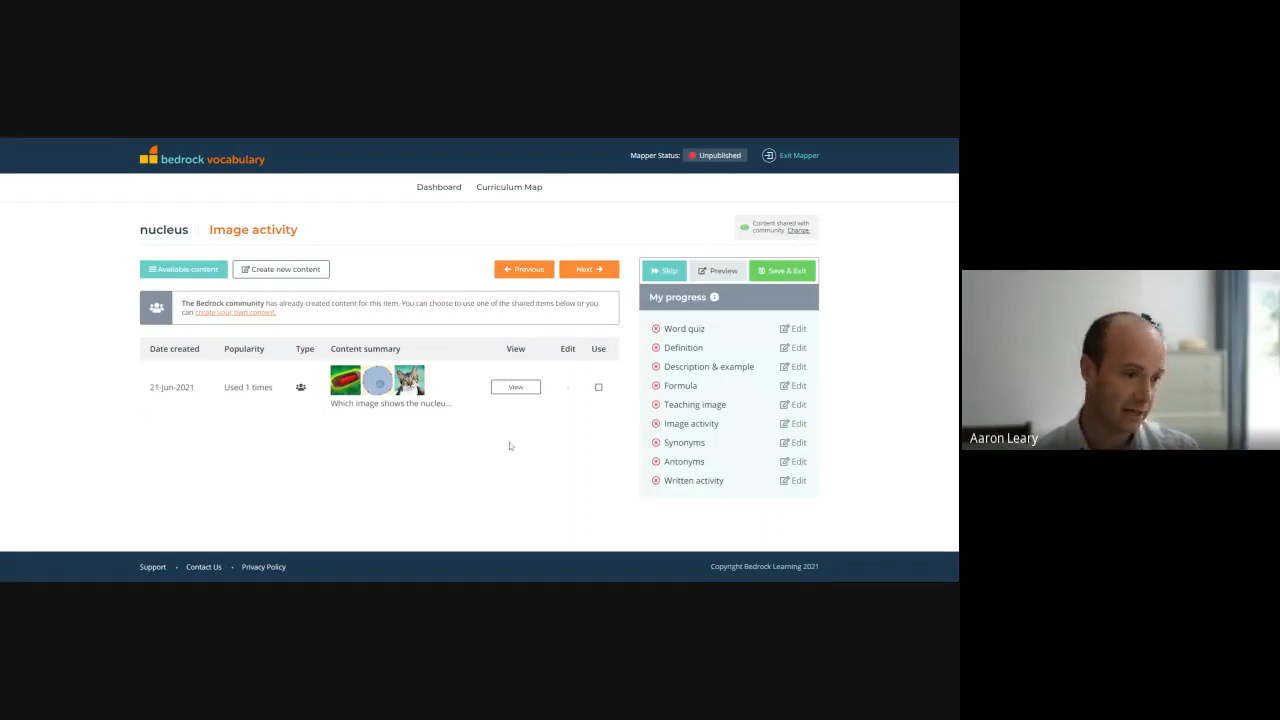 bedrock vocabulary
Mapper Status: Unpublished Exit Mapper
Dashboard Curriculum Map
nucleus Image activity
Content shared with
community. Change.
Available content Create new content Previous Next Skip Preview Save & Exit
The Bedrock community has already created content for this item. You can choose to use one of the shared items below or you
can create your own content.
My progress
Date created Popularity Type Content summary View Edit Use
21-Jun-2021 Used 1 times View
Which image shows the nucleu...
Word quiz Edit
Definition Edit
Description & example Edit
Formula Edit
Teaching image Edit
Image activity Edit
Synonyms Edit
Antonyms Edit
Written activity Edit
Aaron Leary
Support • Contact Us • Privacy Policy Copyright Bedrock Learning 2021